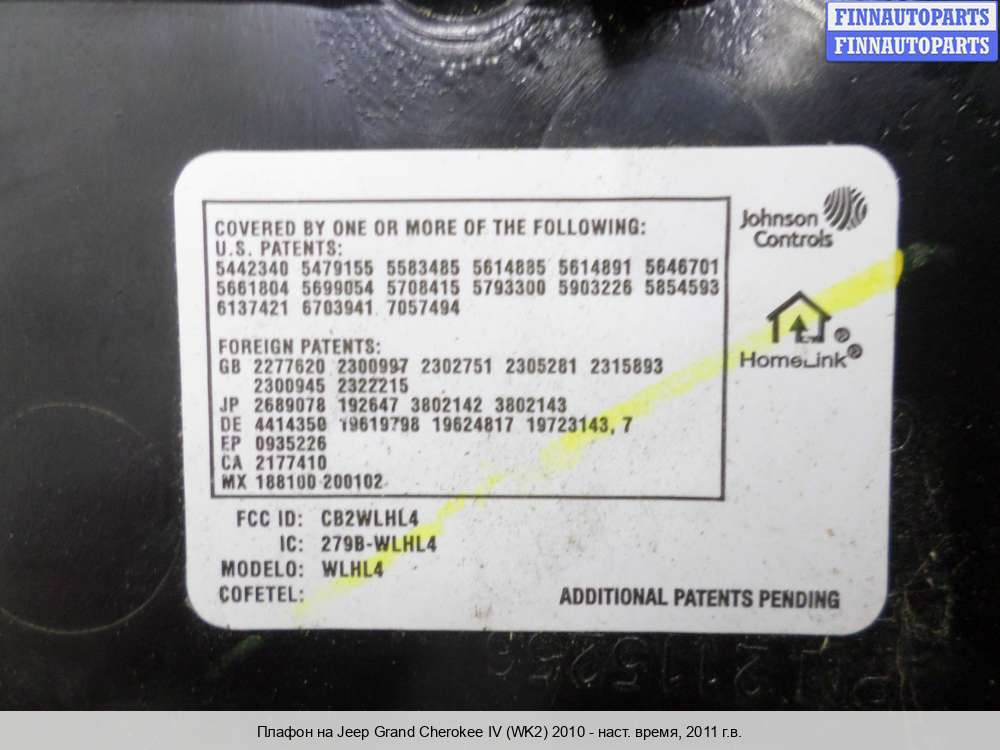 FINNAUTOPARTS
FINNAUTOPARTS
COVERED BY ONE OR MORE OF THE FOLLOWING:
U.S. PATENTS:
5442340 5479155 5583485 5614885 5614891 5646701
5661804 5699054 5708415 5793300 5903226 5854593
6137421 6703941 7057494
FOREIGN PATENTS:
GB 2277620 2300997 2302751 2305281 2315893
2300945 2322215
JP 2689078 192647 3802142 3802143
DE 4414350 19619798 19624817 19723143, 7
EP 0935226
CA 2177410
MX 188100 200102
Johnson
Controls
HomeLink®
FCC ID: CB2WLHL4
IC: 279B-WLHL4
MODELO: WLHL4
COFETEL:
ADDITIONAL PATENTS PENDING
Плафон на Jeep Grand Cherokee IV (WK2) 2010 - наст. время, 2011 г.в.